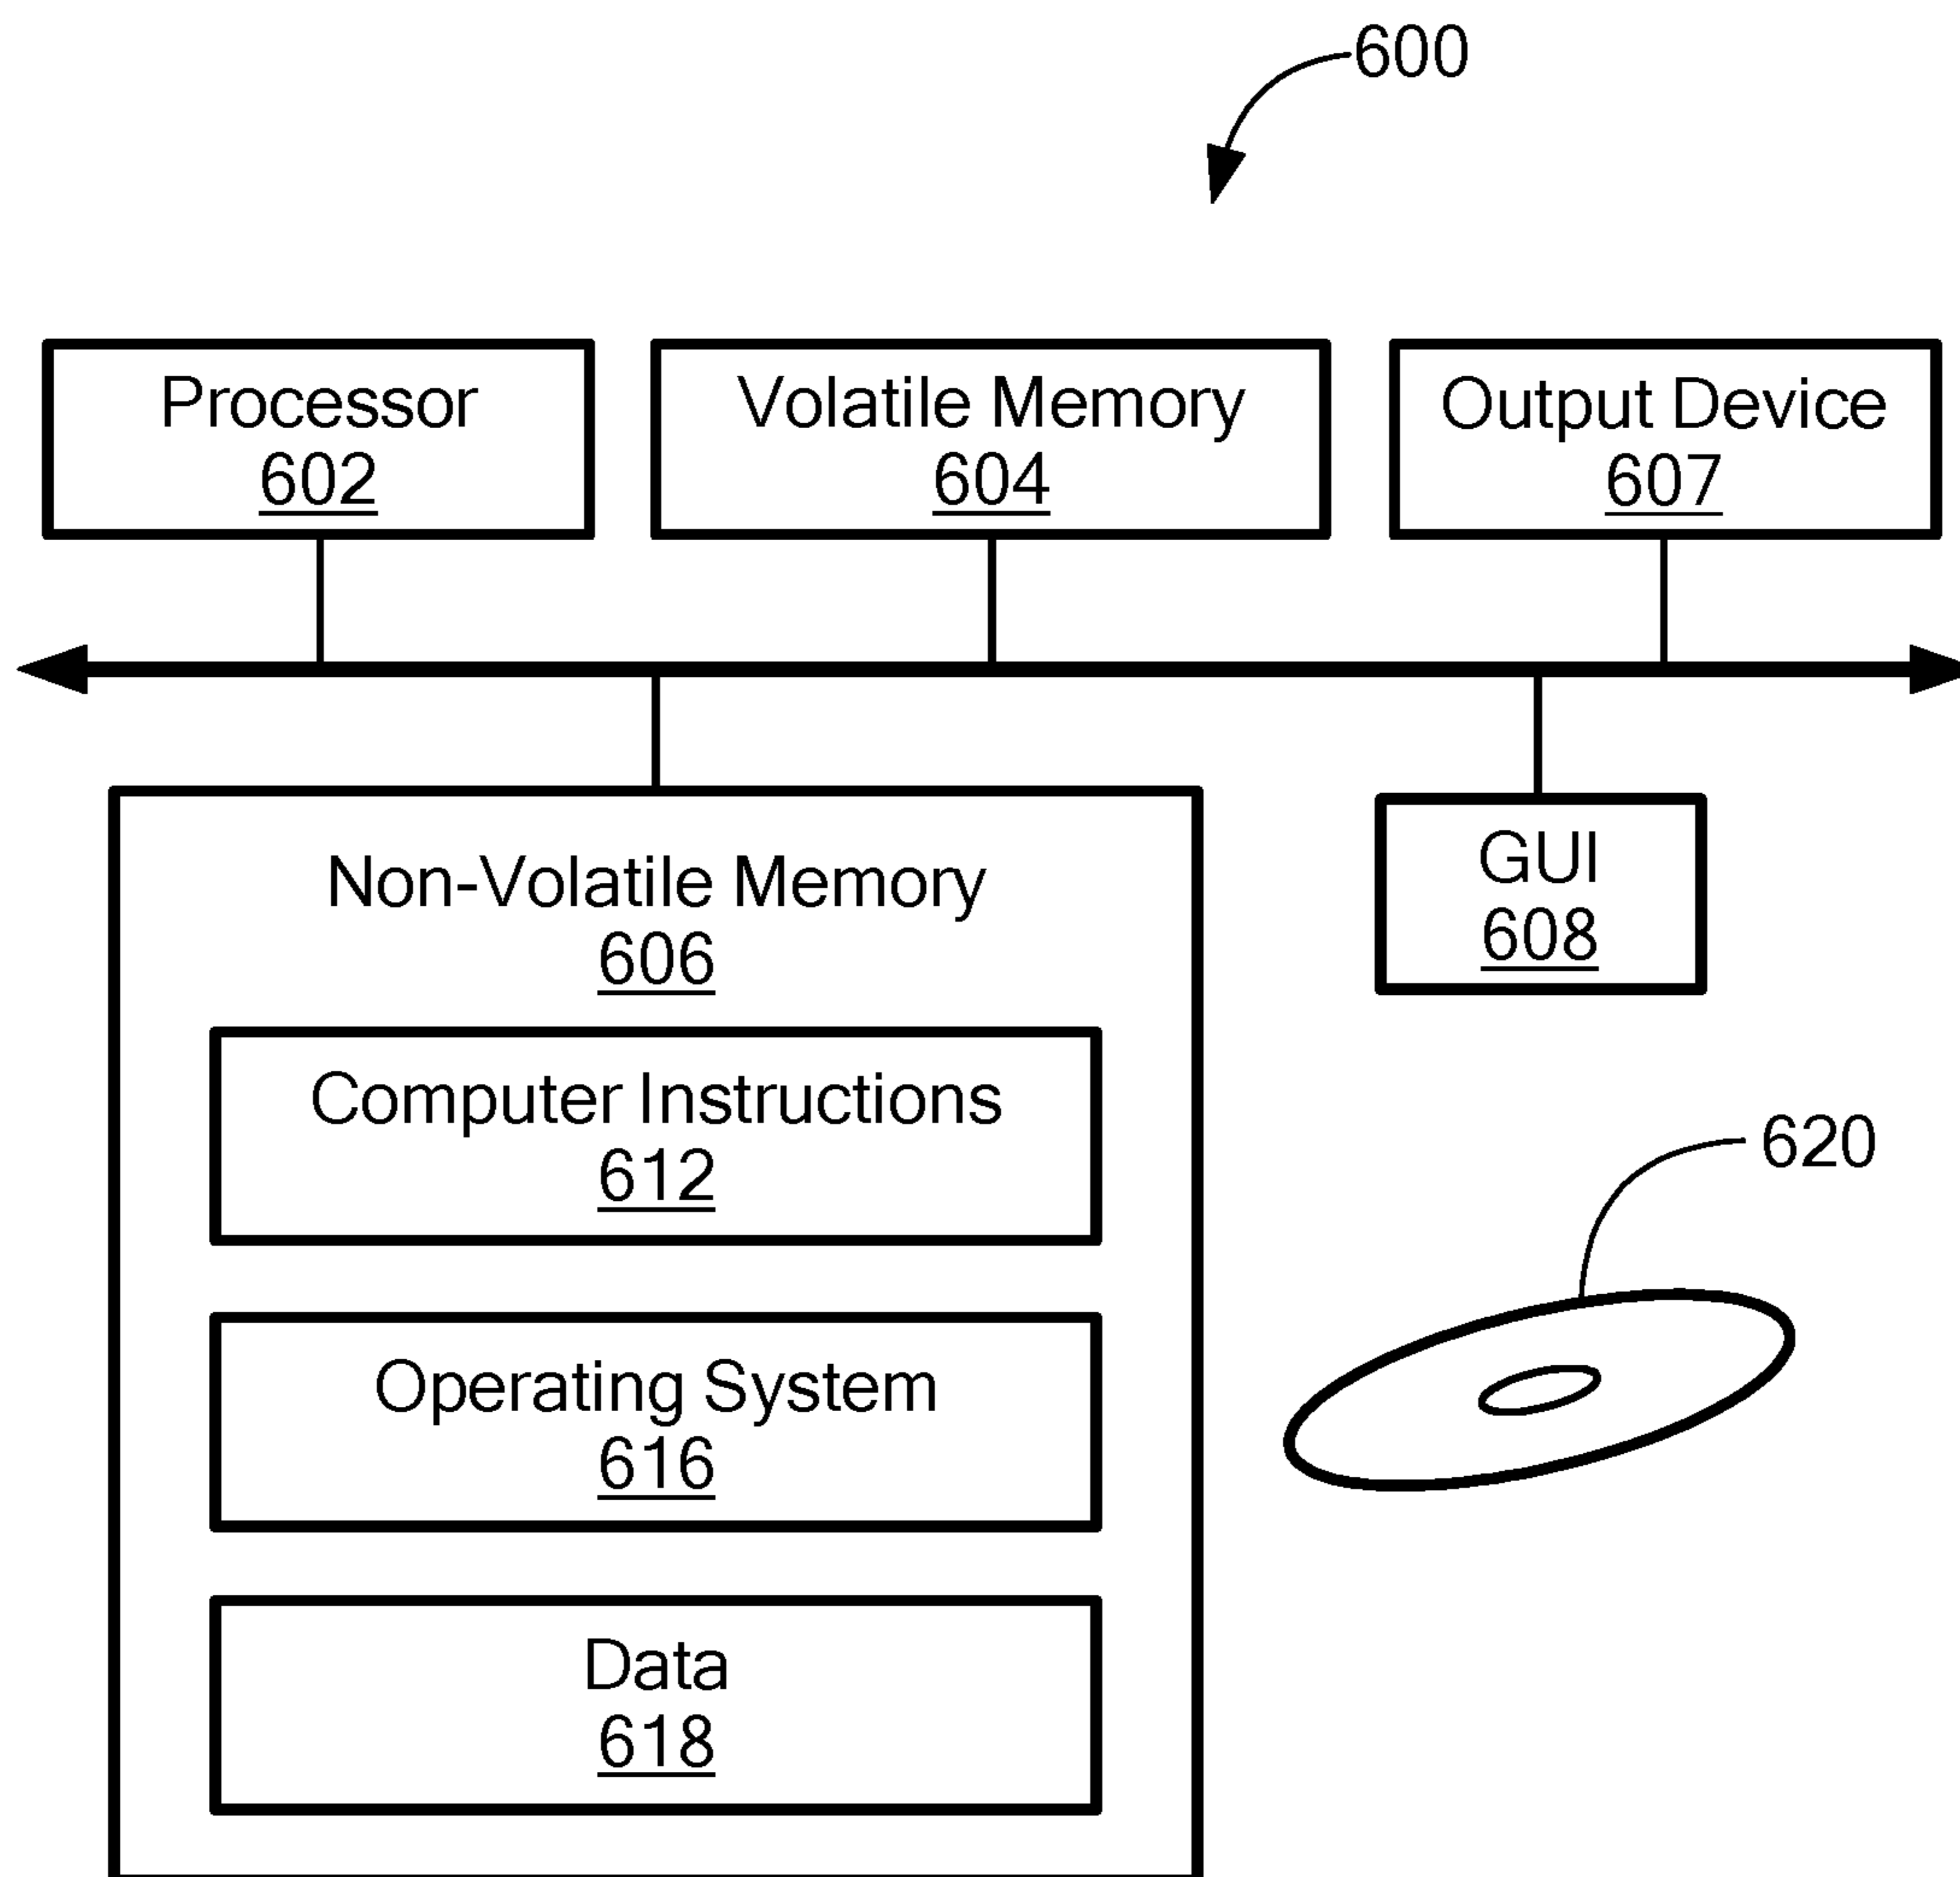 600
Processor
602
Volatile Memory
604
Output Device
607
Non-Volatile Memory
606
GUI
608
Computer Instructions
612
620
Operating System
616
Data
618